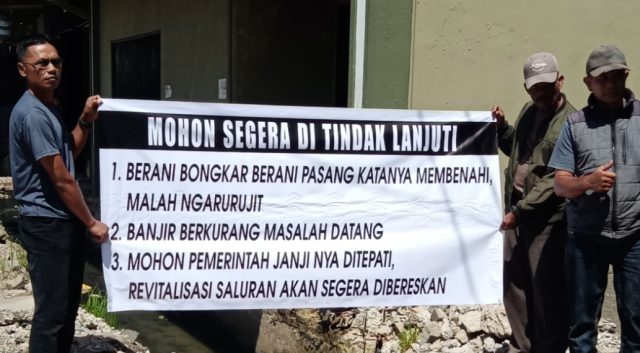 MOHON SEGERA DI TINDAK LANJUTI
1. BERANI BONGKAR BERANI PASANG KATANYA MEMBENAHI,
MALAH NGARURUJIT
2. BANJIR BERKURANG MASALAH DATANG
3. MOHON PEMERINTAH JANJI NYA DITEPATI,
REVITALISASI SALURAN AKAN SEGERA DIBERESKAN